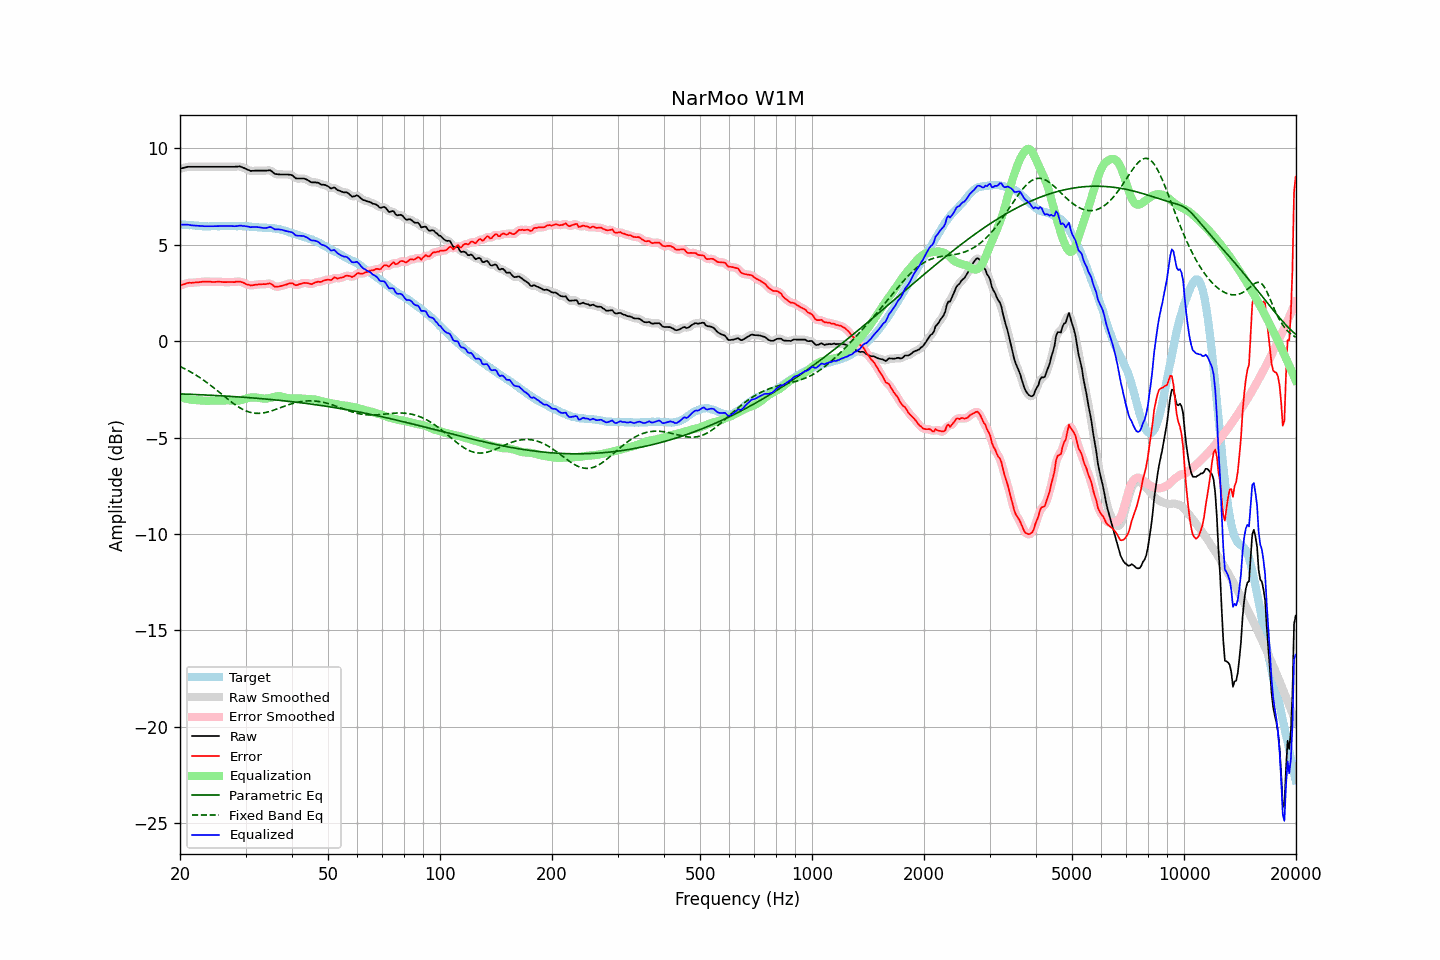 NarMoo W1M
Amplitude (dBr)
10
5
0
−5
−10
−15
−20
−25
Target
Raw Smoothed
Error Smoothed
Raw
Error
Equalization
Parametric Eq
Fixed Band Eq
Equalized
20 50 100 200 500 1000 2000 5000 10000 20000
Frequency (Hz)